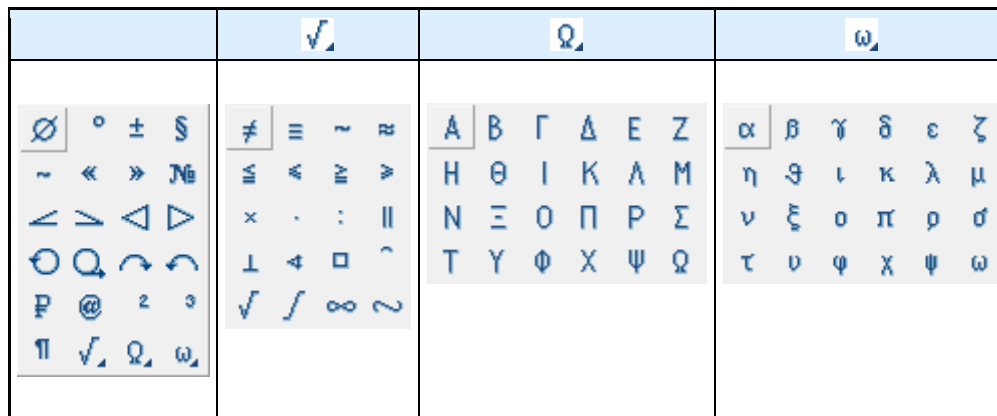 √ Ω ω
∅ ° ± §
~ « » №
∠ ⦣ ◁ ▷
↶ ↷
₽ @ ² ³
¶ √ Ω ω
≠ ≡ ~ ≈
≦ ⩽ ≧ ⩾
× · : ||
⊥ ∢ □ ⌒
√ ∫ ∞ ∾
Α Β Γ Δ Ε Ζ
Η Θ Ι Κ Λ Μ
Ν Ξ Ο Π Ρ Σ
Τ Υ Φ Χ Ψ Ω
α β γ δ ε ζ
η ϑ ι κ λ μ
ν ξ ο π ρ σ
τ υ φ χ ψ ω